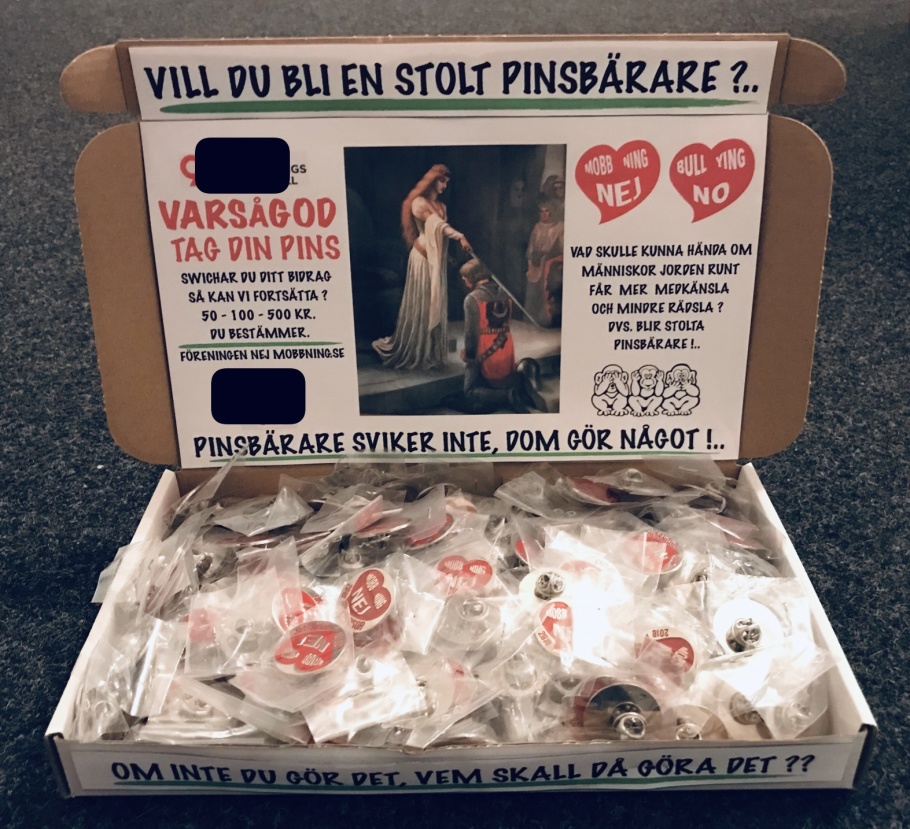 VILL DU BLI EN STOLT PINSBÄRARE ?..
VARSÅGOD
TAG DIN PINS
SWICHAR DU DITT BIDRAG
SÅ KAN VI FORTSÄTTA ?
50 - 100 - 500 KR.
DU BESTÄMMER.
FÖRENINGEN NEJ MOBBNING.SE
MOBB NING
NEJ
BULL YING
NO
VAD SKULLE KUNNA HÄNDA OM
MÄNNISKOR JORDEN RUNT
FÅR MER MEDKÄNSLA
OCH MINDRE RÄDSLA ?
DVS. BLIR STOLTA
PINSBÄRARE !..
PINSBÄRARE SVIKER INTE, DOM GÖR NÅGOT !..
NEJ
2018
OM INTE DU GÖR DET, VEM SKALL DÅ GÖRA DET ??